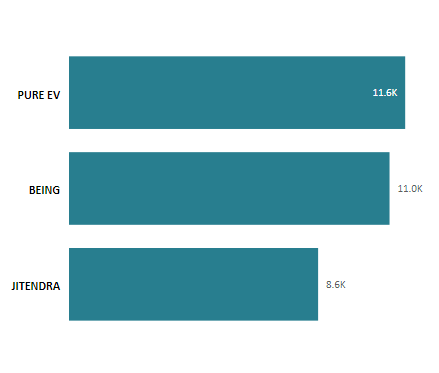 PURE EV 11.6K
BEING 11.0K
JITENDRA 8.6K